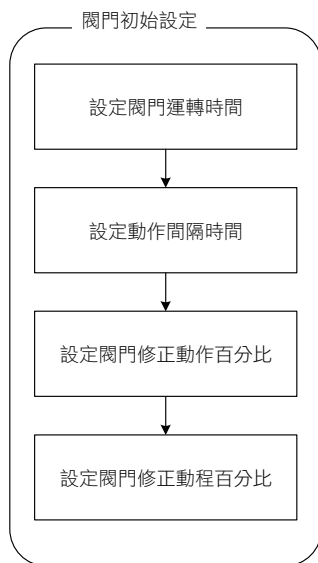 閥門初始設定
設定閥門運轉時間
設定動作間隔時間
設定閥門修正動作百分比
設定閥門修正動程百分比